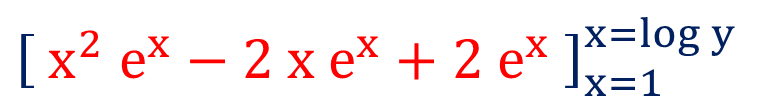 [ x² eˣ − 2 x eˣ + 2 eˣ ]
x=log y
x=1